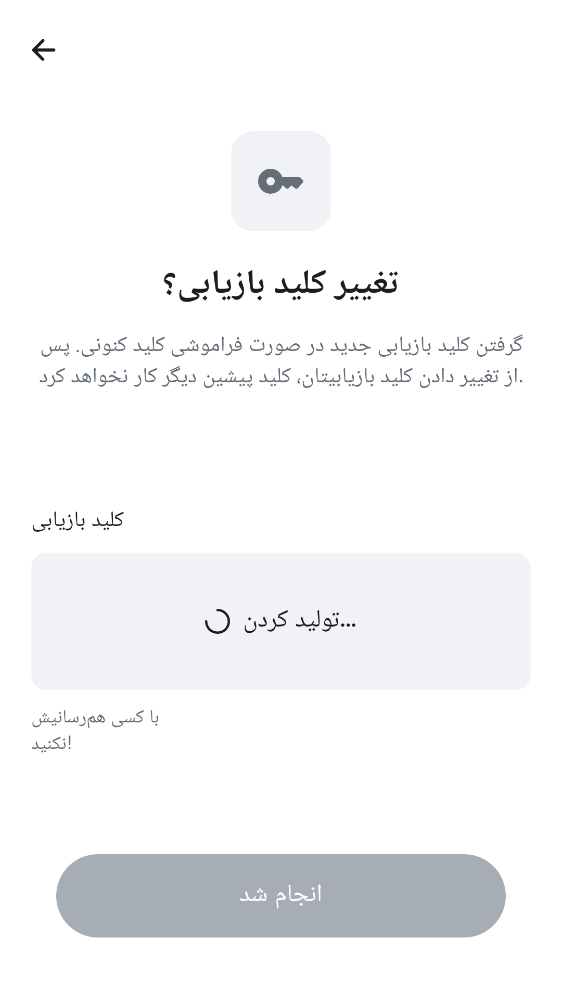 تغییر کلید بازیابی؟
گرفتن کلید بازیابی جدید در صورت فراموشی کلید کنونی. پس
از تغییر دادن کلید بازیابیتان، کلید پیشین دیگر کار نخواهد کرد.
کلید بازیابی
تولید کردن...
با کسی هم‌رسانیش
نکنید!
انجام شد